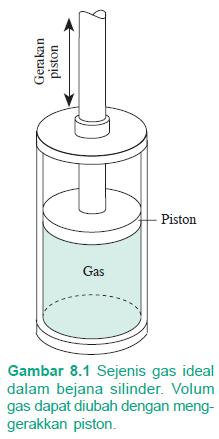 Gerakan
piston
Piston
Gas
Gambar 8.1 Sejenis gas ideal
dalam bejana silinder. Volum
gas dapat diubah dengan meng-
gerakkan piston.